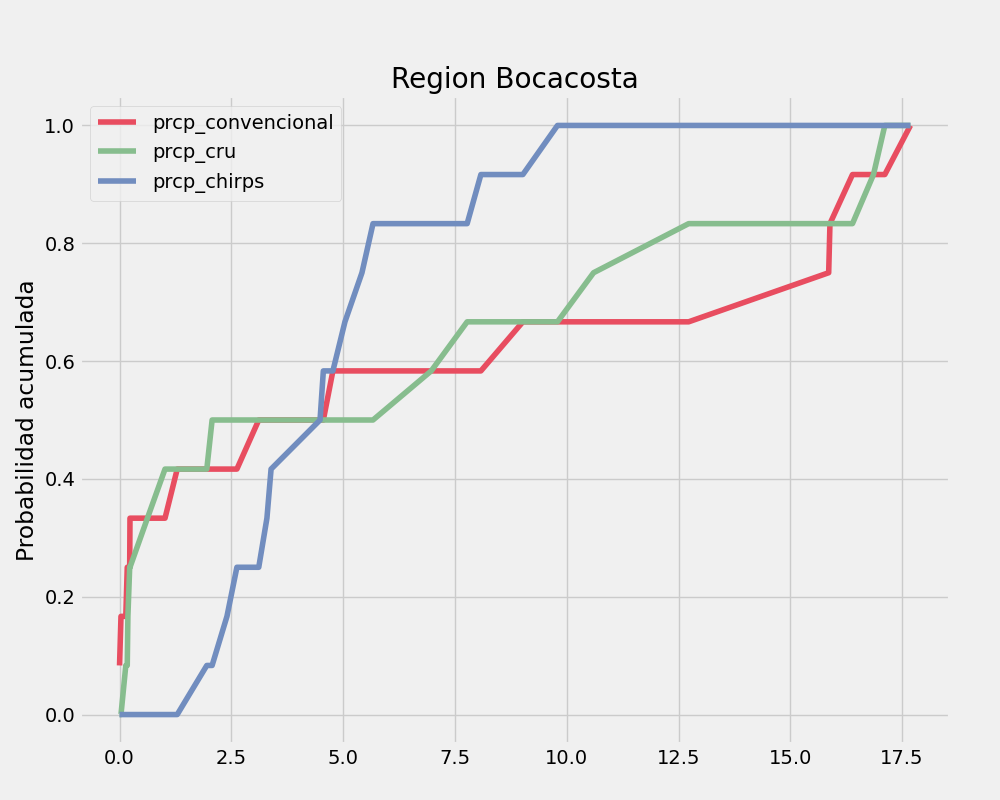 Region Bocacosta
prcp_convencional
prcp_cru
prcp_chirps
Probabilidad acumulada
1.0
0.8
0.6
0.4
0.2
0.0
0.0 2.5 5.0 7.5 10.0 12.5 15.0 17.5